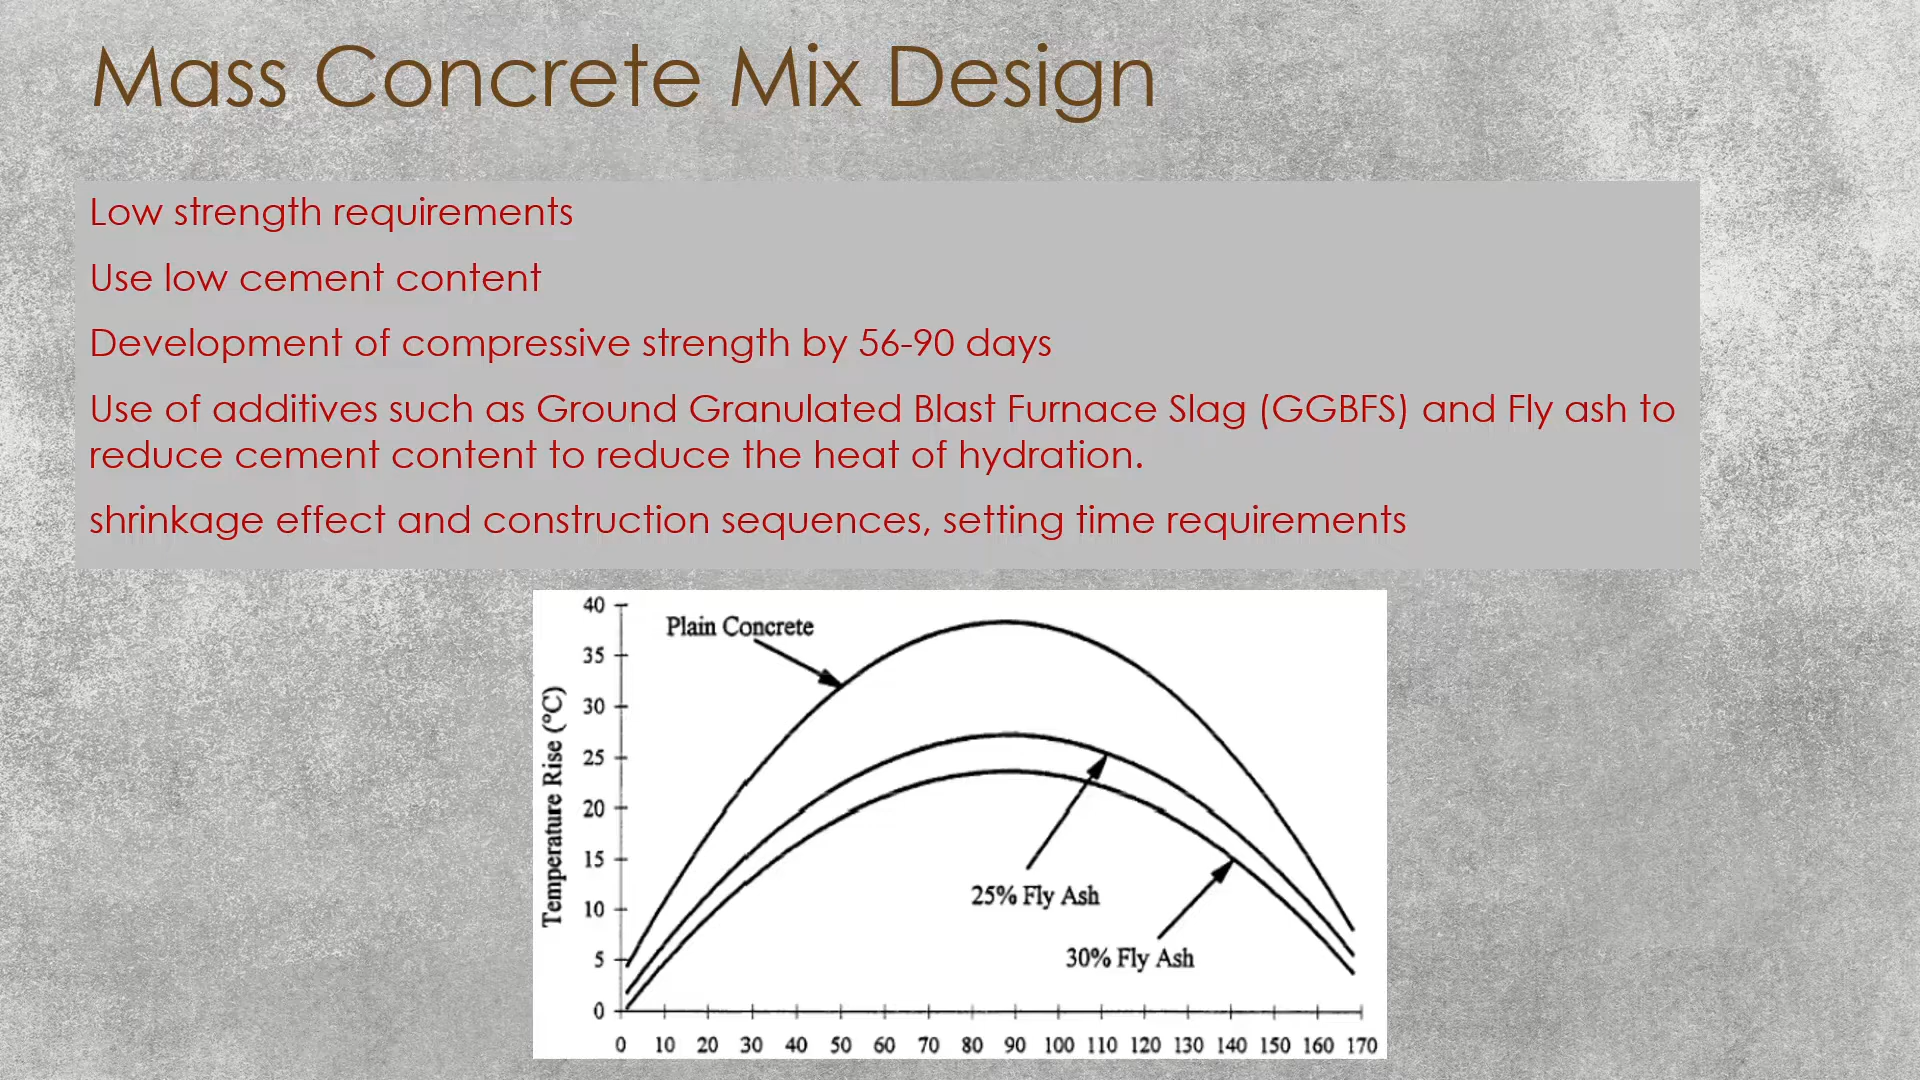 Mass Concrete Mix Design
Low strength requirements
Use low cement content
Development of compressive strength by 56-90 days
Use of additives such as Ground Granulated Blast Furnace Slag (GGBFS) and Fly ash to
reduce cement content to reduce the heat of hydration.
shrinkage effect and construction sequences, setting time requirements
40
Plain Concrete
35
30
25
20
15
10
5
0
Temperature Rise (°C)
25% Fly Ash
30% Fly Ash
0 10 20 30 40 50 60 70 80 90 100 110 120 130 140 150 160 170